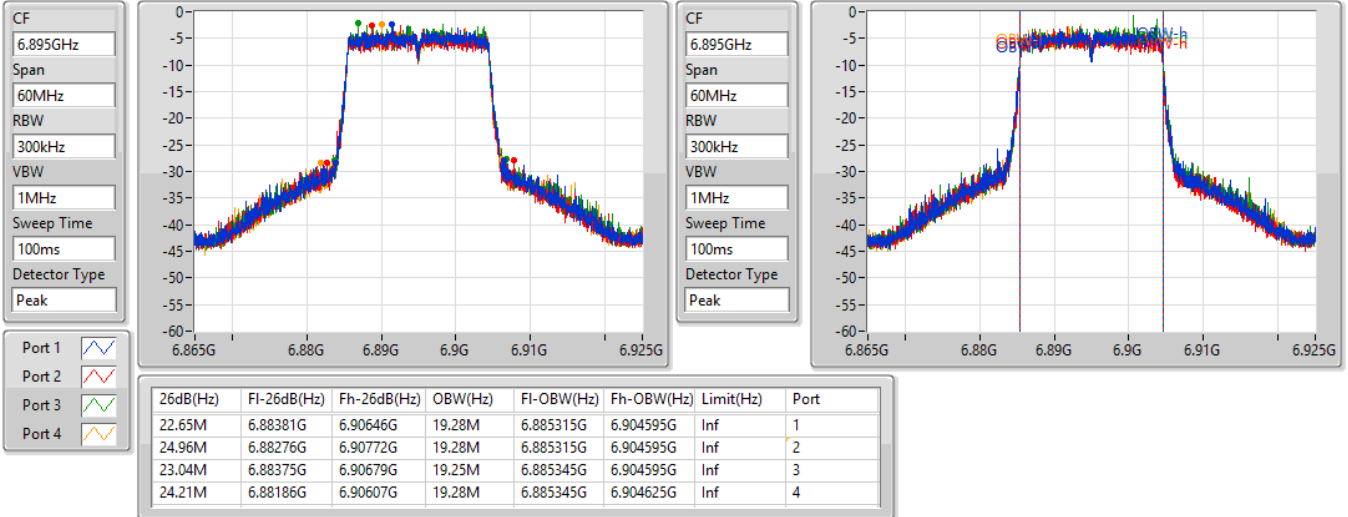 CF
6.895GHz
Span
60MHz
RBW
300kHz
VBW
1MHz
Sweep Time
100ms
Detector Type
Peak
0-
-5-
-10-
-15-
-20-
-25-
-30-
-35-
-40-
-45-
-50-
-55-
-60-
6.865G 6.88G 6.89G 6.9G 6.91G 6.925G
CF
6.895GHz
Span
60MHz
RBW
300kHz
VBW
1MHz
Sweep Time
100ms
Detector Type
Peak
0-
-5-
-10-
-15-
-20-
-25-
-30-
-35-
-40-
-45-
-50-
-55-
-60-
6.865G 6.88G 6.89G 6.9G 6.91G 6.925G
Port 1
Port 2
Port 3
Port 4
26dB(Hz) Fl-26dB(Hz) Fh-26dB(Hz) OBW(Hz) Fl-OBW(Hz) Fh-OBW(Hz) Limit(Hz) Port
22.65M 6.88381G 6.90646G 19.28M 6.885315G 6.904595G Inf 1
24.96M 6.88276G 6.90772G 19.28M 6.885315G 6.904595G Inf 2
23.04M 6.88375G 6.90679G 19.25M 6.885345G 6.904595G Inf 3
24.21M 6.88186G 6.90607G 19.28M 6.885345G 6.904625G Inf 4